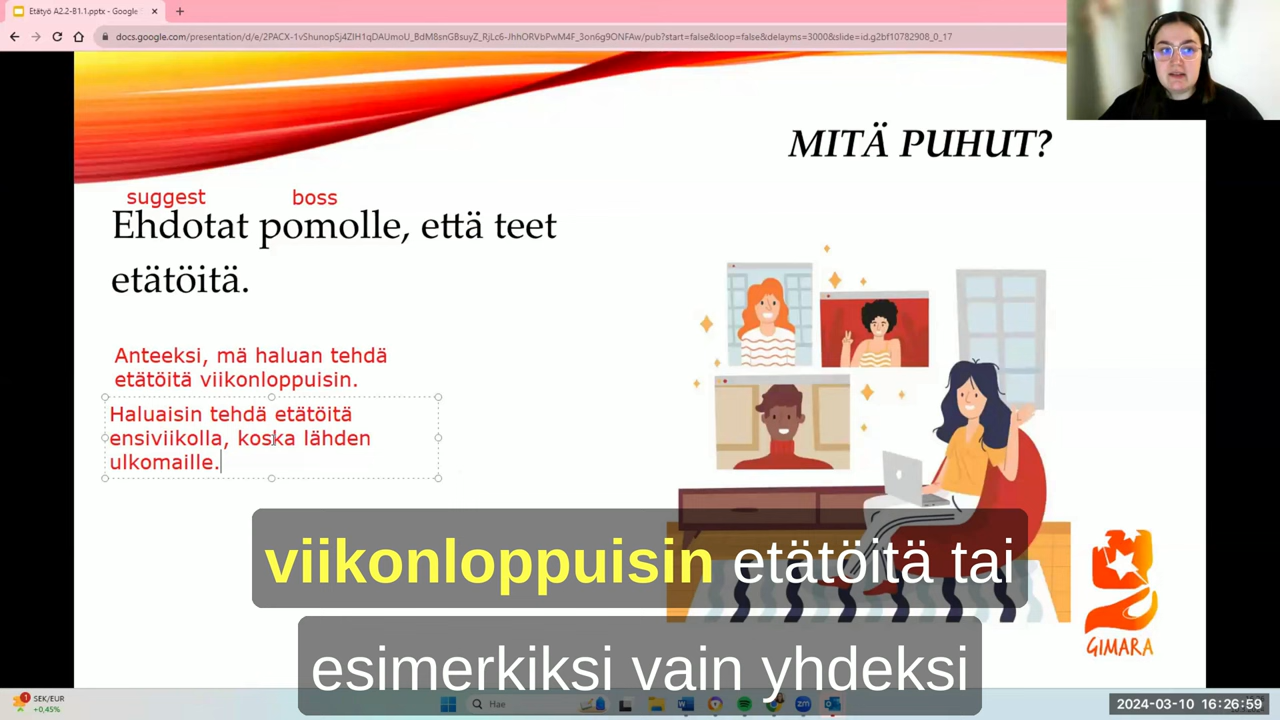 Etätyö A2.2-B1.1.pptx - Google
docs.google.com/presentation/d/e/2PACX-1vShunopSj4ZIH1qDAUmoU_BdM8snGBsuyZ_RjLc6-JhhORVbPwM4F_3on6g9ONFAw/pub?start=false&loop=false&delayms=3000&slide=id.g2bf10782908_0_17
MITÄ PUHUT?
suggest boss
Ehdotat pomolle, että teet
etätöitä.
Anteeksi, mä haluan tehdä
etätöitä viikonloppuisin.
Haluaisin tehdä etätöitä
ensiviikolla, koska lähden
ulkomaille.
viikonloppuisin etätöitä tai
esimerkiksi vain yhdeksi
GIMARA
1
SEK/EUR
+0,45%
Hae
2024-03-10 16:26:59